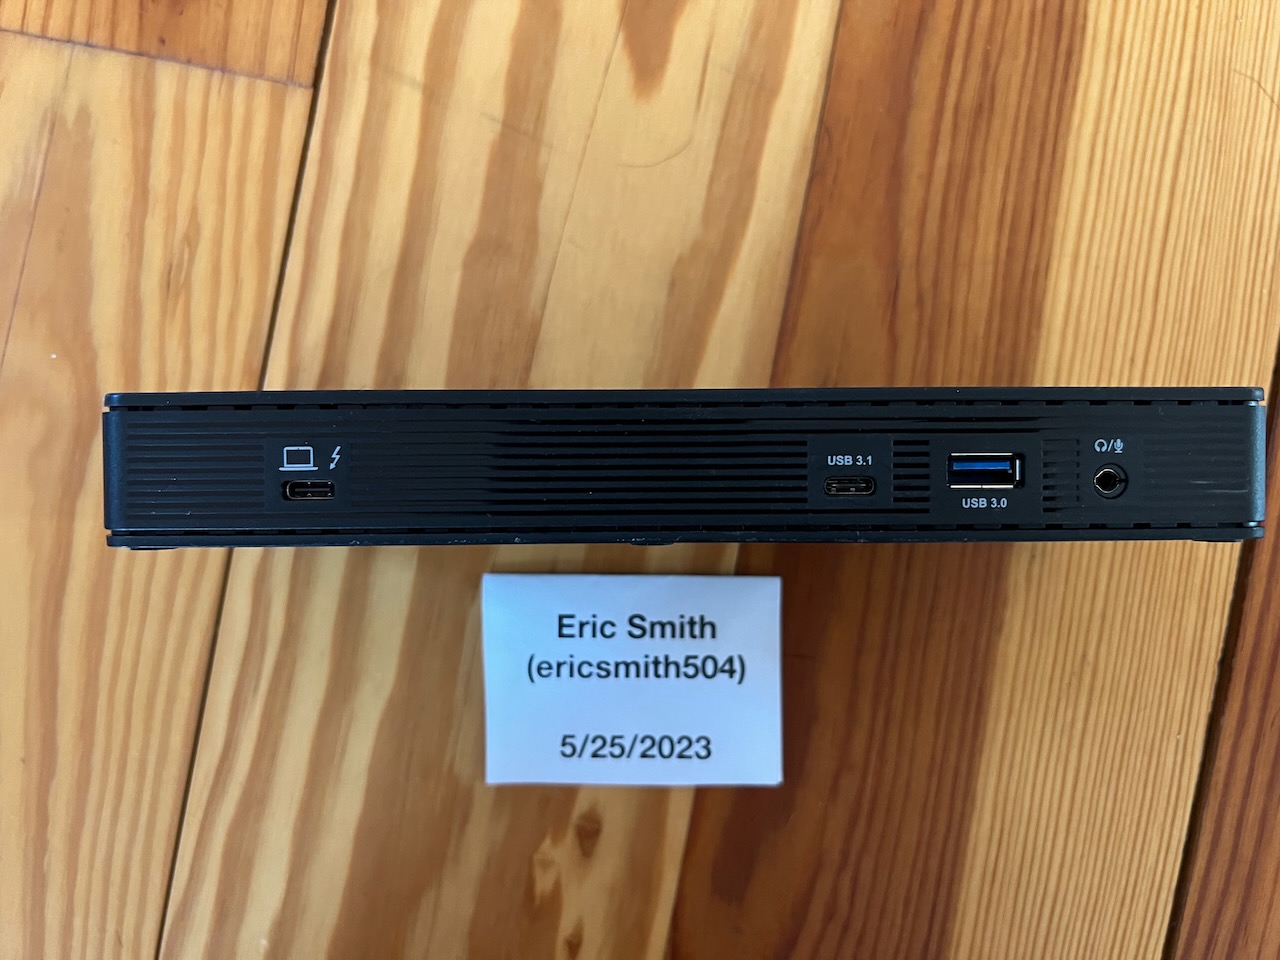 USB 3.1
USB 3.0
Eric Smith
(ericsmith504)
5/25/2023